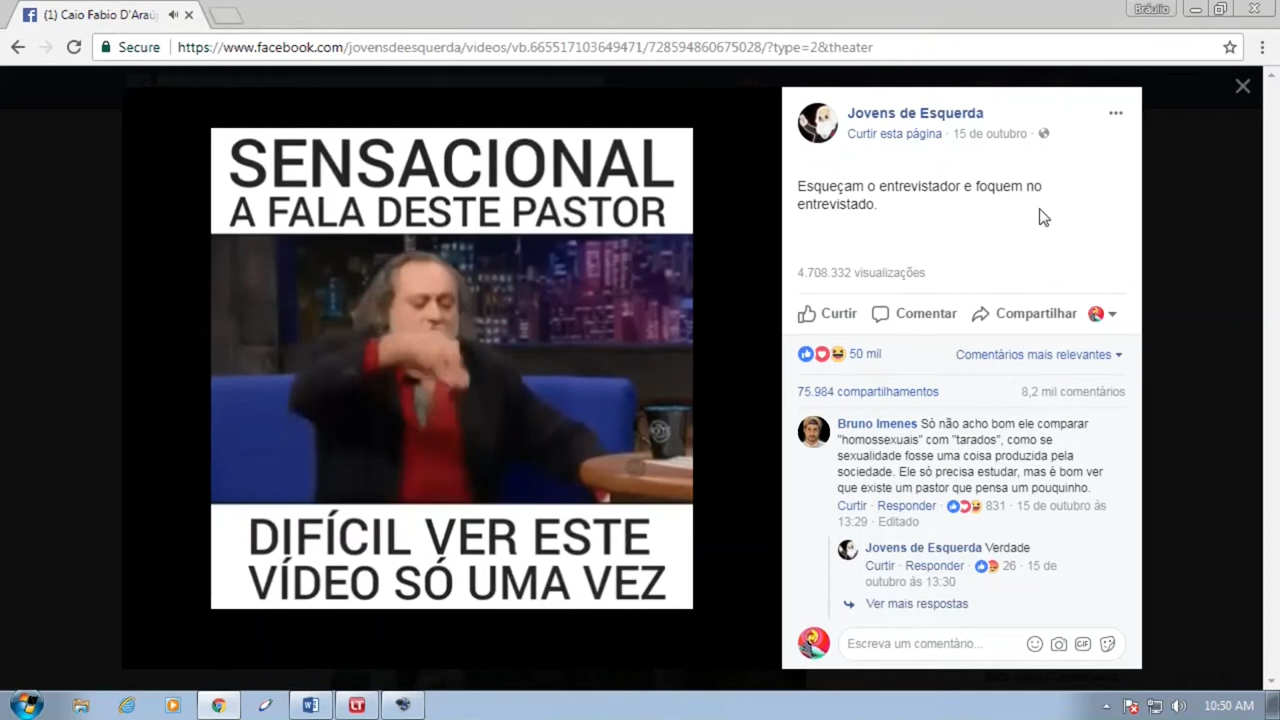 (1) Caio Fabio D'Araúj
Bráulio
Secure
https://www.facebook.com/jovensdeesquerda/videos/vb.665517103649471/728594860675028/?type=2&theater
SENSACIONAL
A FALA DESTE PASTOR
DIFÍCIL VER ESTE
VÍDEO SÓ UMA VEZ
Jovens de Esquerda
Curtir esta página · 15 de outubro ·
Esqueçam o entrevistador e foquem no
entrevistado.
4.708.332 visualizações
Curtir Comentar Compartilhar
50 mil Comentários mais relevantes
75.984 compartilhamentos 8,2 mil comentários
Bruno Imenes Só não acho bom ele comparar
"homossexuais" com "tarados", como se
sexualidade fosse uma coisa produzida pela
sociedade. Ele só precisa estudar, mas é bom ver
que existe um pastor que pensa um pouquinho.
Curtir · Responder · 831 · 15 de outubro às
13:29 · Editado
Jovens de Esquerda Verdade
Curtir · Responder · 26 · 15 de
outubro às 13:30
Ver mais respostas
Escreva um comentário...
GIF
LT
10:50 AM